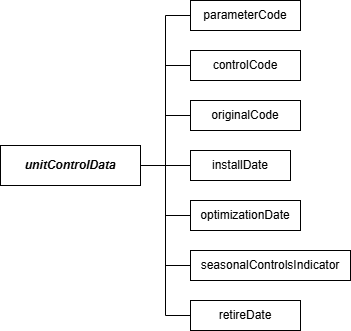 parameterCode
controlCode
originalCode
unitControlData
installDate
optimizationDate
seasonalControlsIndicator
retireDate